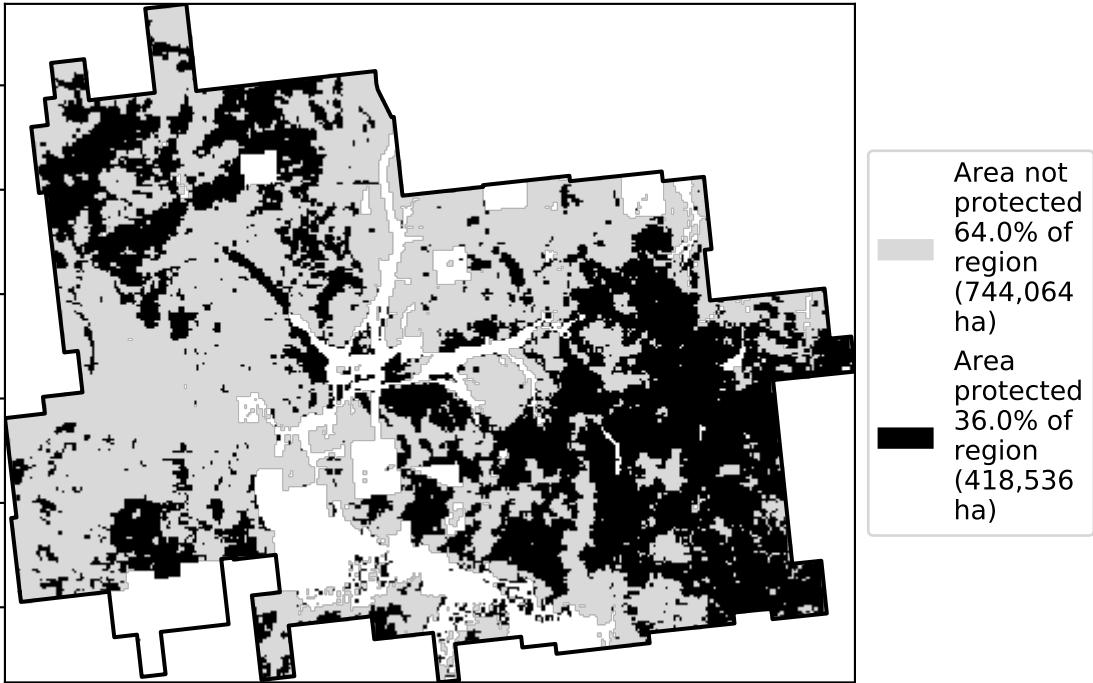 Area not
protected
64.0% of
region
(744,064
ha)
Area
protected
36.0% of
region
(418,536
ha)